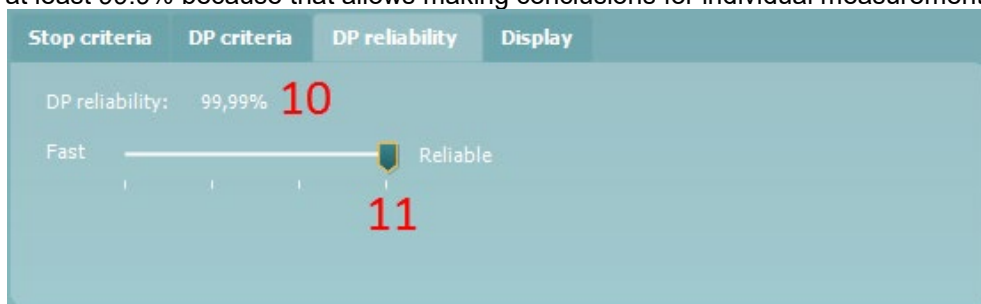 at least 99.9% because that allows making conclusions for individual measurement
Stop criteria DP criteria DP reliability Display
DP reliability: 99,99% 10
Fast Reliable
11